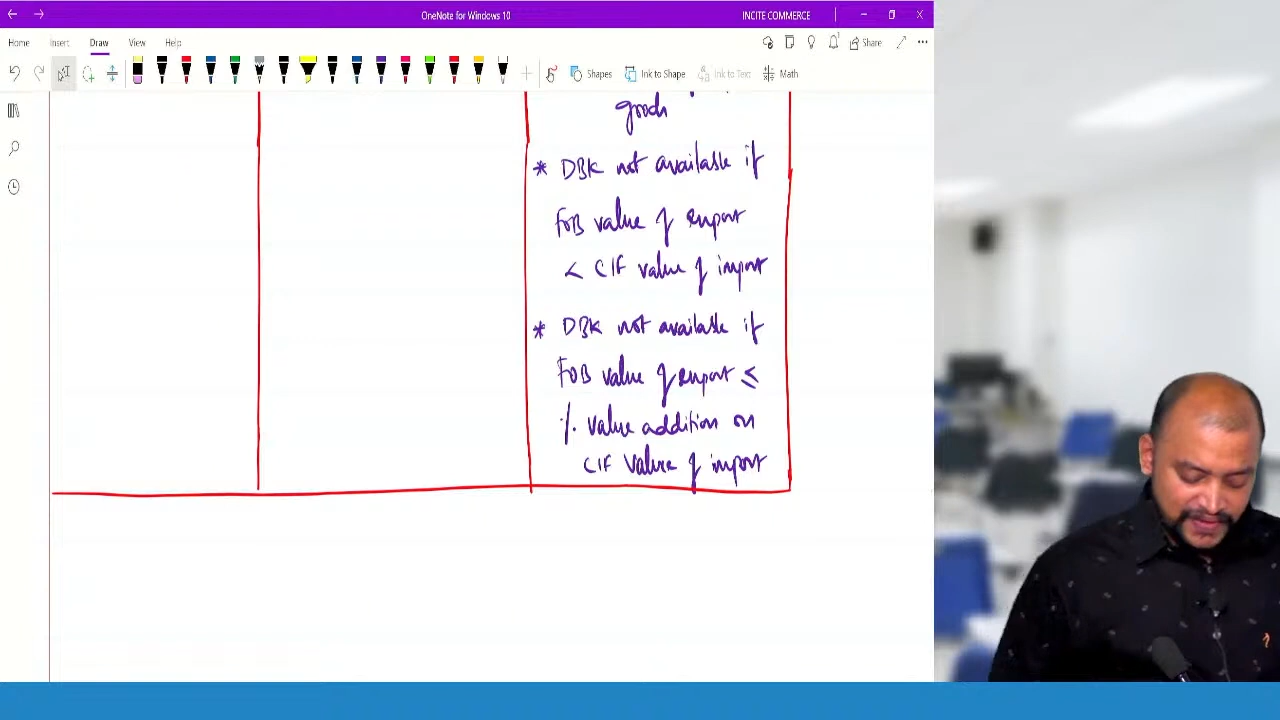 OneNote for Windows 10
INCITE COMMERCE
Home Insert Draw View Help
Share
Shapes
Ink to Shape
Ink to Text
Math
goods
* DBK not available if
FOB value of export
< CIF value of import
* DBK not available if
FOB value of export ≤
% value addition on
CIF value of import